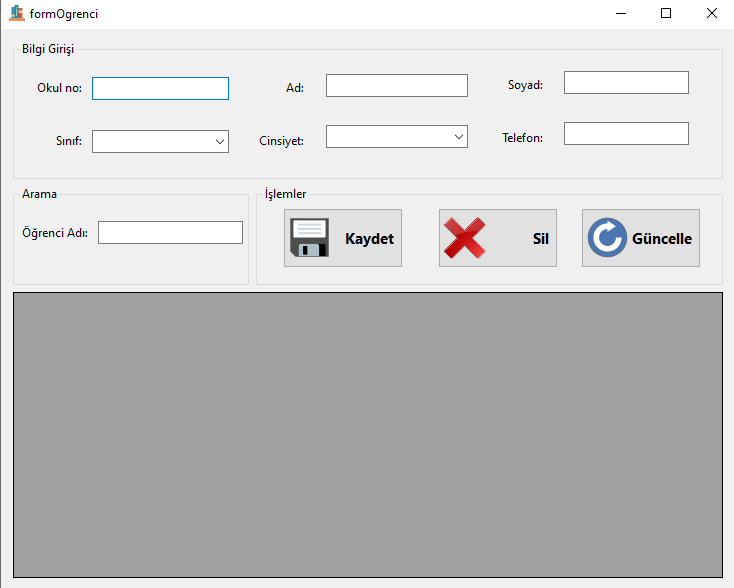 formOgrenci
Bilgi Girişi
Okul no:
Ad:
Soyad:
Sınıf:
Cinsiyet:
Telefon:
Arama
Öğrenci Adı:
İşlemler
Kaydet
Sil
Güncelle